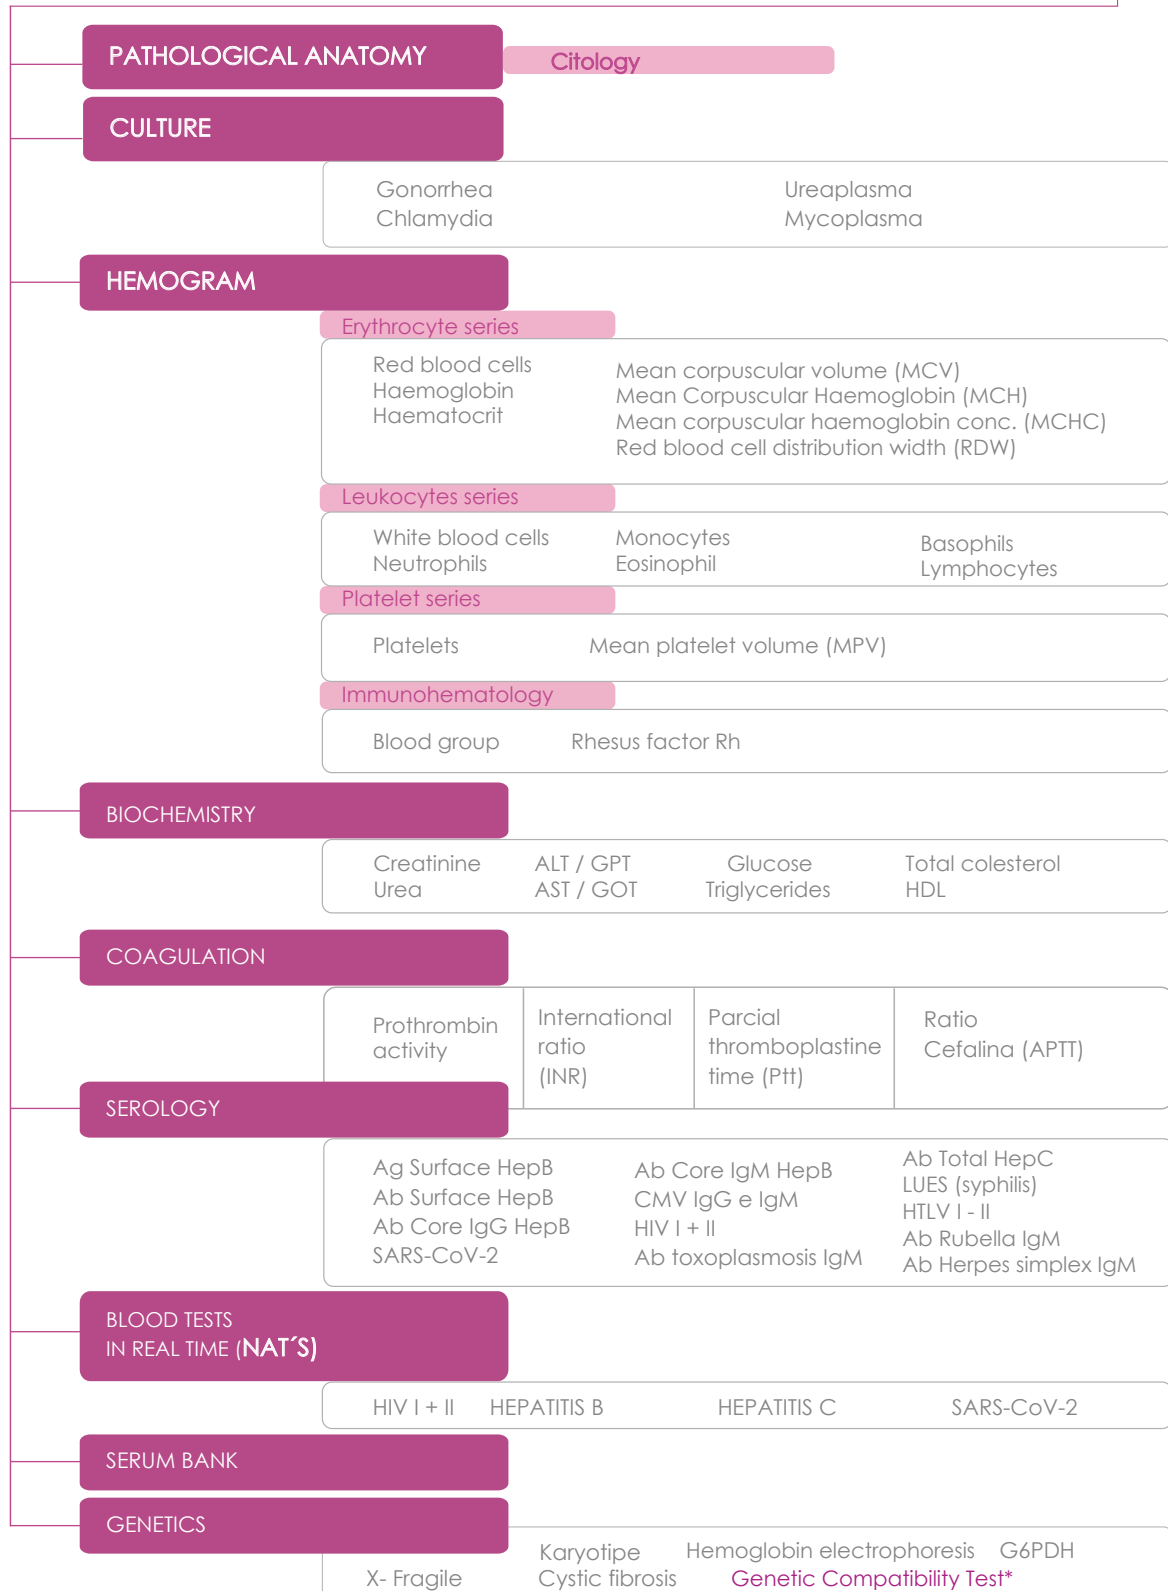 PATHOLOGICAL ANATOMY
Citology
CULTURE
Gonorrhea
Chlamydia
Ureaplasma
Mycoplasma
HEMOGRAM
Erythrocyte series
Red blood cells
Haemoglobin
Haematocrit
Mean corpuscular volume (MCV)
Mean Corpuscular Haemoglobin (MCH)
Mean corpuscular haemoglobin conc. (MCHC)
Red blood cell distribution width (RDW)
Leukocytes series
White blood cells
Neutrophils
Monocytes
Eosinophil
Basophils
Lymphocytes
Platelet series
Platelets
Mean platelet volume (MPV)
Immunohematology
Blood group
Rhesus factor Rh
BIOCHEMISTRY
Creatinine
Urea
ALT / GPT
AST / GOT
Glucose
Triglycerides
Total colesterol
HDL
COAGULATION
Prothrombin
activity
International
ratio
(INR)
Parcial
thromboplastine
time (Ptt)
Ratio
Cefalina (APTT)
SEROLOGY
Ag Surface HepB
Ab Surface HepB
Ab Core IgG HepB
SARS-CoV-2
Ab Core IgM HepB
CMV IgG e IgM
HIV I + II
Ab toxoplasmosis IgM
Ab Total HepC
LUES (syphilis)
HTLV I - II
Ab Rubella IgM
Ab Herpes simplex IgM
BLOOD TESTS
IN REAL TIME (NAT´S)
HIV I + II
HEPATITIS B
HEPATITIS C
SARS-CoV-2
SERUM BANK
GENETICS
Karyotipe
Hemoglobin electrophoresis
G6PDH
X- Fragile
Cystic fibrosis
Genetic Compatibility Test*